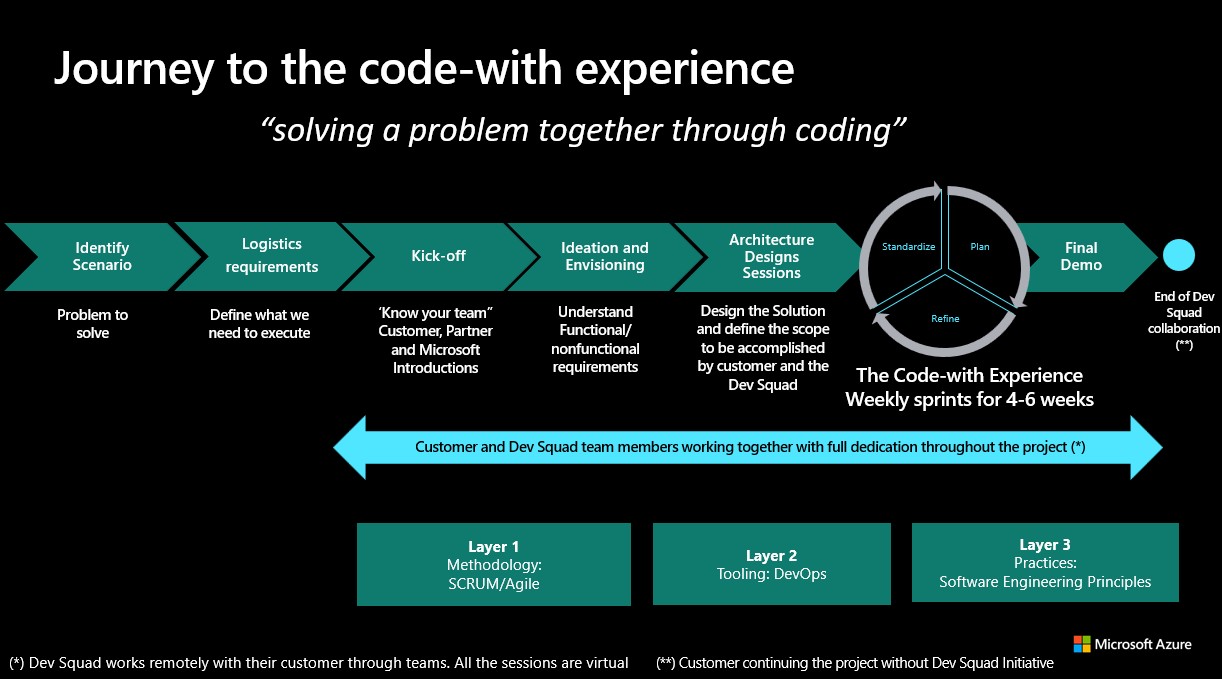 Journey to the code-with experience
“solving a problem together through coding”
Identify
Scenario
Problem to
solve
Logistics
requirements
Define what we
need to execute
Kick-off
‘Know your team”
Customer, Partner
and Microsoft
Introductions
Ideation and
Envisioning
Understand
Functional/
nonfunctional
requirements
Architecture
Designs
Sessions
Design the Solution
and define the scope
to be accomplished
by customer and the
Dev Squad
Standardize
Plan
Refine
The Code-with Experience
Weekly sprints for 4-6 weeks
Final
Demo
End of Dev
Squad
collaboration
(**)
Customer and Dev Squad team members working together with full dedication throughout the project (*)
Layer 1
Methodology:
SCRUM/Agile
Layer 2
Tooling: DevOps
Layer 3
Practices:
Software Engineering Principles
Microsoft Azure
(*) Dev Squad works remotely with their customer through teams. All the sessions are virtual
(**) Customer continuing the project without Dev Squad Initiative